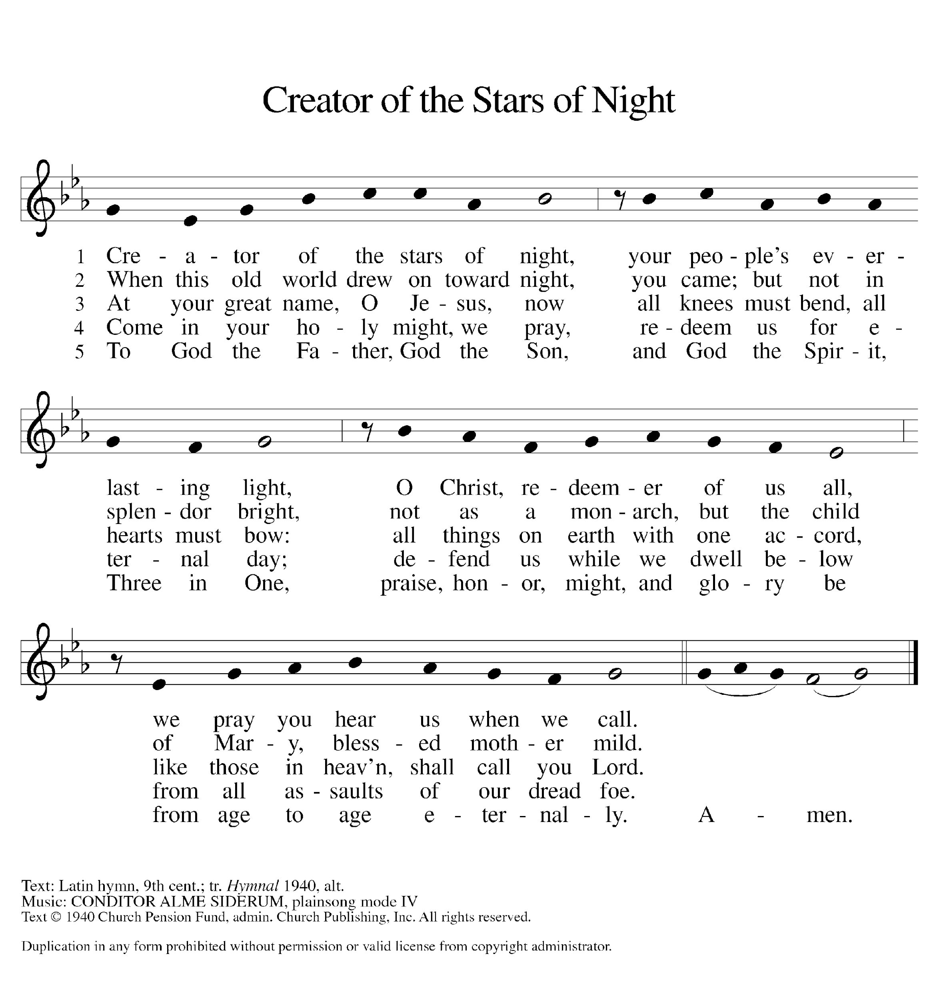 Creator of the Stars of Night
1 Cre - a - tor of the stars of night, your peo - ple's ev - er -
2 When this old world drew on toward night, you came; but not in
3 At your great name, O Je - sus, now all knees must bend, all
4 Come in your ho - ly might, we pray, re - deem us for e -
5 To God the Fa - ther, God the Son, and God the Spir - it,
last - ing light, O Christ, re - deem - er of us all,
splen - dor bright, not as a mon - arch, but the child
hearts must bow: all things on earth with one ac - cord,
ter - nal day; de - fend us while we dwell be - low
Three in One, praise, hon - or, might, and glo - ry be
we pray you hear us when we call.
of Mar - y, bless - ed moth - er mild.
like those in heav'n, shall call you Lord.
from all as - saults of our dread foe.
from age to age e - ter - nal - ly. A - men.
Text: Latin hymn, 9th cent.; tr. Hymnal 1940, alt.
Music: CONDITOR ALME SIDERUM, plainsong mode IV
Text © 1940 Church Pension Fund, admin. Church Publishing, Inc. All rights reserved.
Duplication in any form prohibited without permission or valid license from copyright administrator.